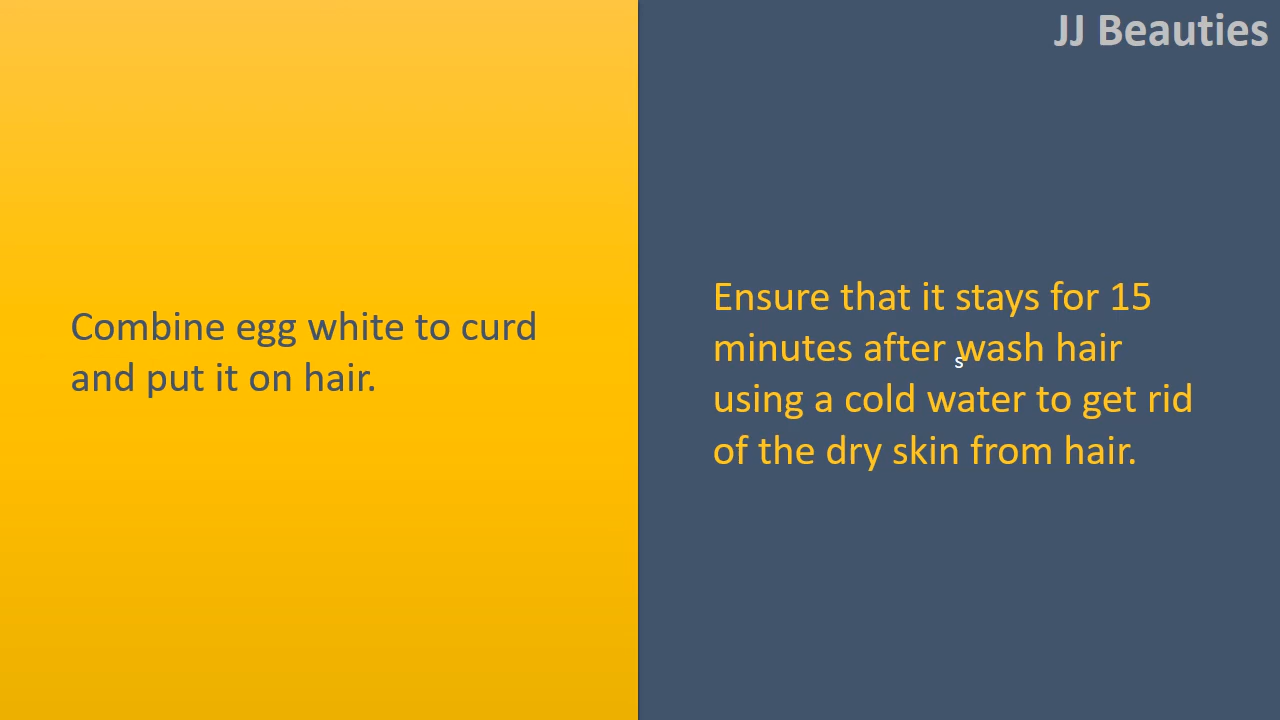 JJ Beauties
Combine egg white to curd
and put it on hair.
Ensure that it stays for 15
minutes after wash hair
s
using a cold water to get rid
of the dry skin from hair.